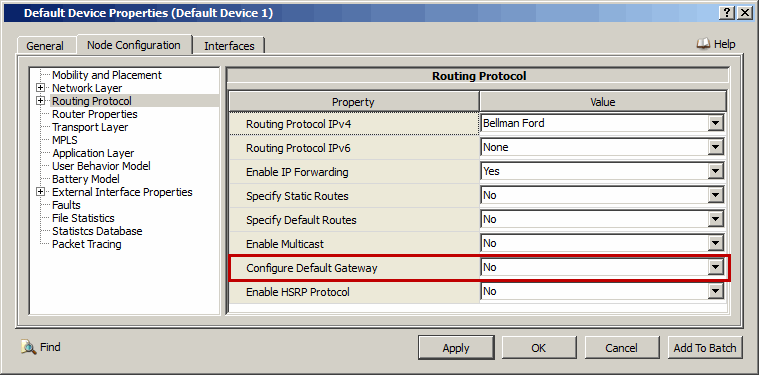 Default Device Properties (Default Device 1)
General Node Configuration Interfaces Help
Mobility and Placement
Network Layer
Routing Protocol
Router Properties
Transport Layer
MPLS
Application Layer
User Behavior Model
Battery Model
External Interface Properties
Faults
File Statistics
Statistcs Database
Packet Tracing
Routing Protocol
Property Value
Routing Protocol IPv4 Bellman Ford
Routing Protocol IPv6 None
Enable IP Forwarding Yes
Specify Static Routes No
Specify Default Routes No
Enable Multicast No
Configure Default Gateway No
Enable HSRP Protocol No
Find Apply OK Cancel Add To Batch